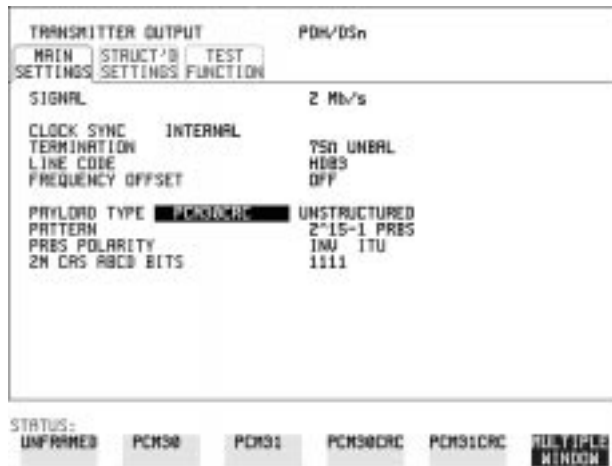 TRANSMITTER OUTPUT PDH/DSn
MAIN SETTINGS STRUCT'D SETTINGS TEST FUNCTION
SIGNAL 2 Mb/s
CLOCK SYNC INTERNAL
TERMINATION 75Ω UNBAL
LINE CODE HDB3
FREQUENCY OFFSET OFF
PAYLOAD TYPE PCM30CRC UNSTRUCTURED
PATTERN 2^15-1 PRBS
PRBS POLARITY INV ITU
2M CAS ABCD BITS 1111
STATUS:
UNFRAMED PCM30 PCM31 PCM30CRC PCM31CRC MULTIPLE WINDOW